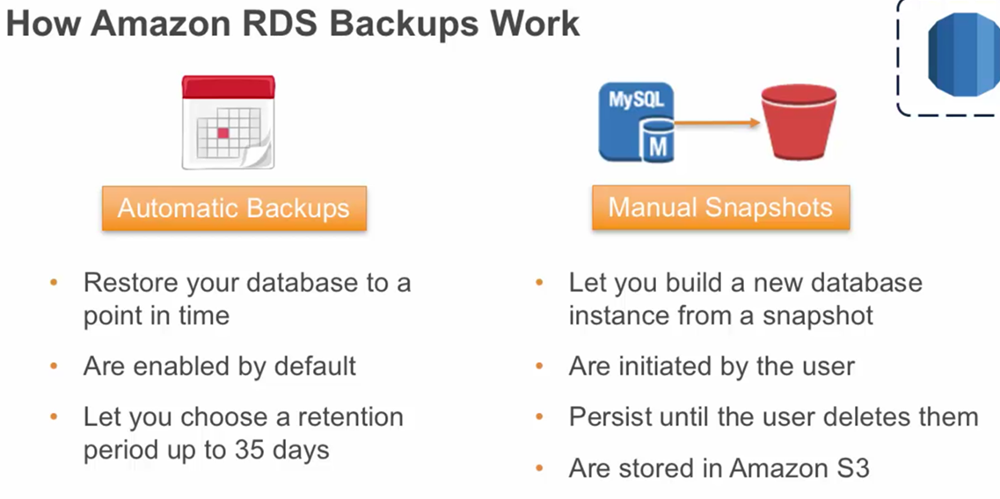 How Amazon RDS Backups Work
MySQL
M
Automatic Backups
Manual Snapshots
• Restore your database to a
point in time
• Are enabled by default
• Let you choose a retention
period up to 35 days
• Let you build a new database
instance from a snapshot
• Are initiated by the user
• Persist until the user deletes them
• Are stored in Amazon S3